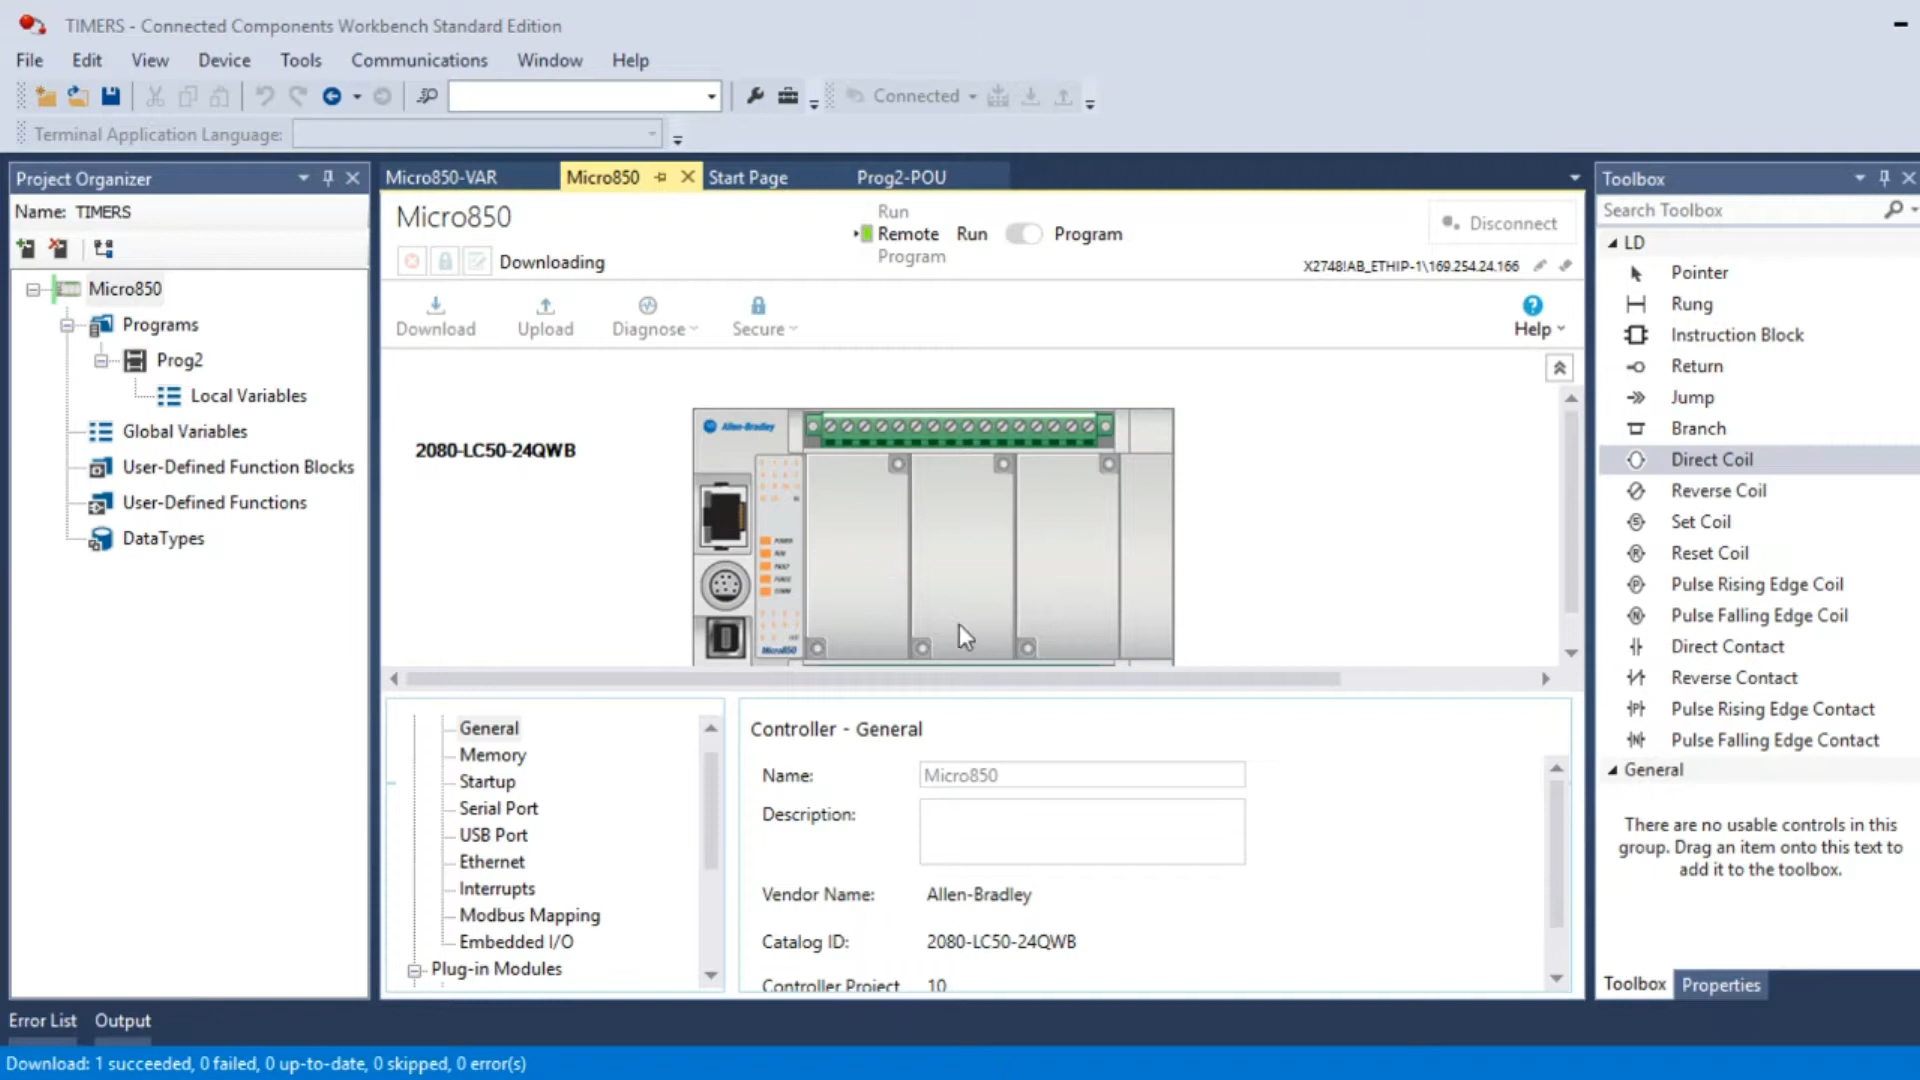 TIMERS - Connected Components Workbench Standard Edition
File Edit View Device Tools Communications Window Help
Connected
Terminal Application Language:
Project Organizer
Name: TIMERS
Micro850
Programs
Prog2
Local Variables
Global Variables
User-Defined Function Blocks
User-Defined Functions
DataTypes
Micro850-VAR Micro850 Start Page Prog2-POU
Micro850
Run
Remote Run Program
Program
Disconnect
Downloading
X2748!AB_ETHIP-1\169.254.24.166
Download Upload Diagnose Secure Help
2080-LC50-24QWB
Allen-Bradley
Micro850
General
Memory
Startup
Serial Port
USB Port
Ethernet
Interrupts
Modbus Mapping
Embedded I/O
Plug-in Modules
Controller - General
Name: Micro850
Description:
Vendor Name: Allen-Bradley
Catalog ID: 2080-LC50-24QWB
Controller Project 10
Toolbox
Search Toolbox
LD
Pointer
Rung
Instruction Block
Return
Jump
Branch
Direct Coil
Reverse Coil
Set Coil
Reset Coil
Pulse Rising Edge Coil
Pulse Falling Edge Coil
Direct Contact
Reverse Contact
Pulse Rising Edge Contact
Pulse Falling Edge Contact
General
There are no usable controls in this
group. Drag an item onto this text to
add it to the toolbox.
Toolbox Properties
Error List Output
Download: 1 succeeded, 0 failed, 0 up-to-date, 0 skipped, 0 error(s)